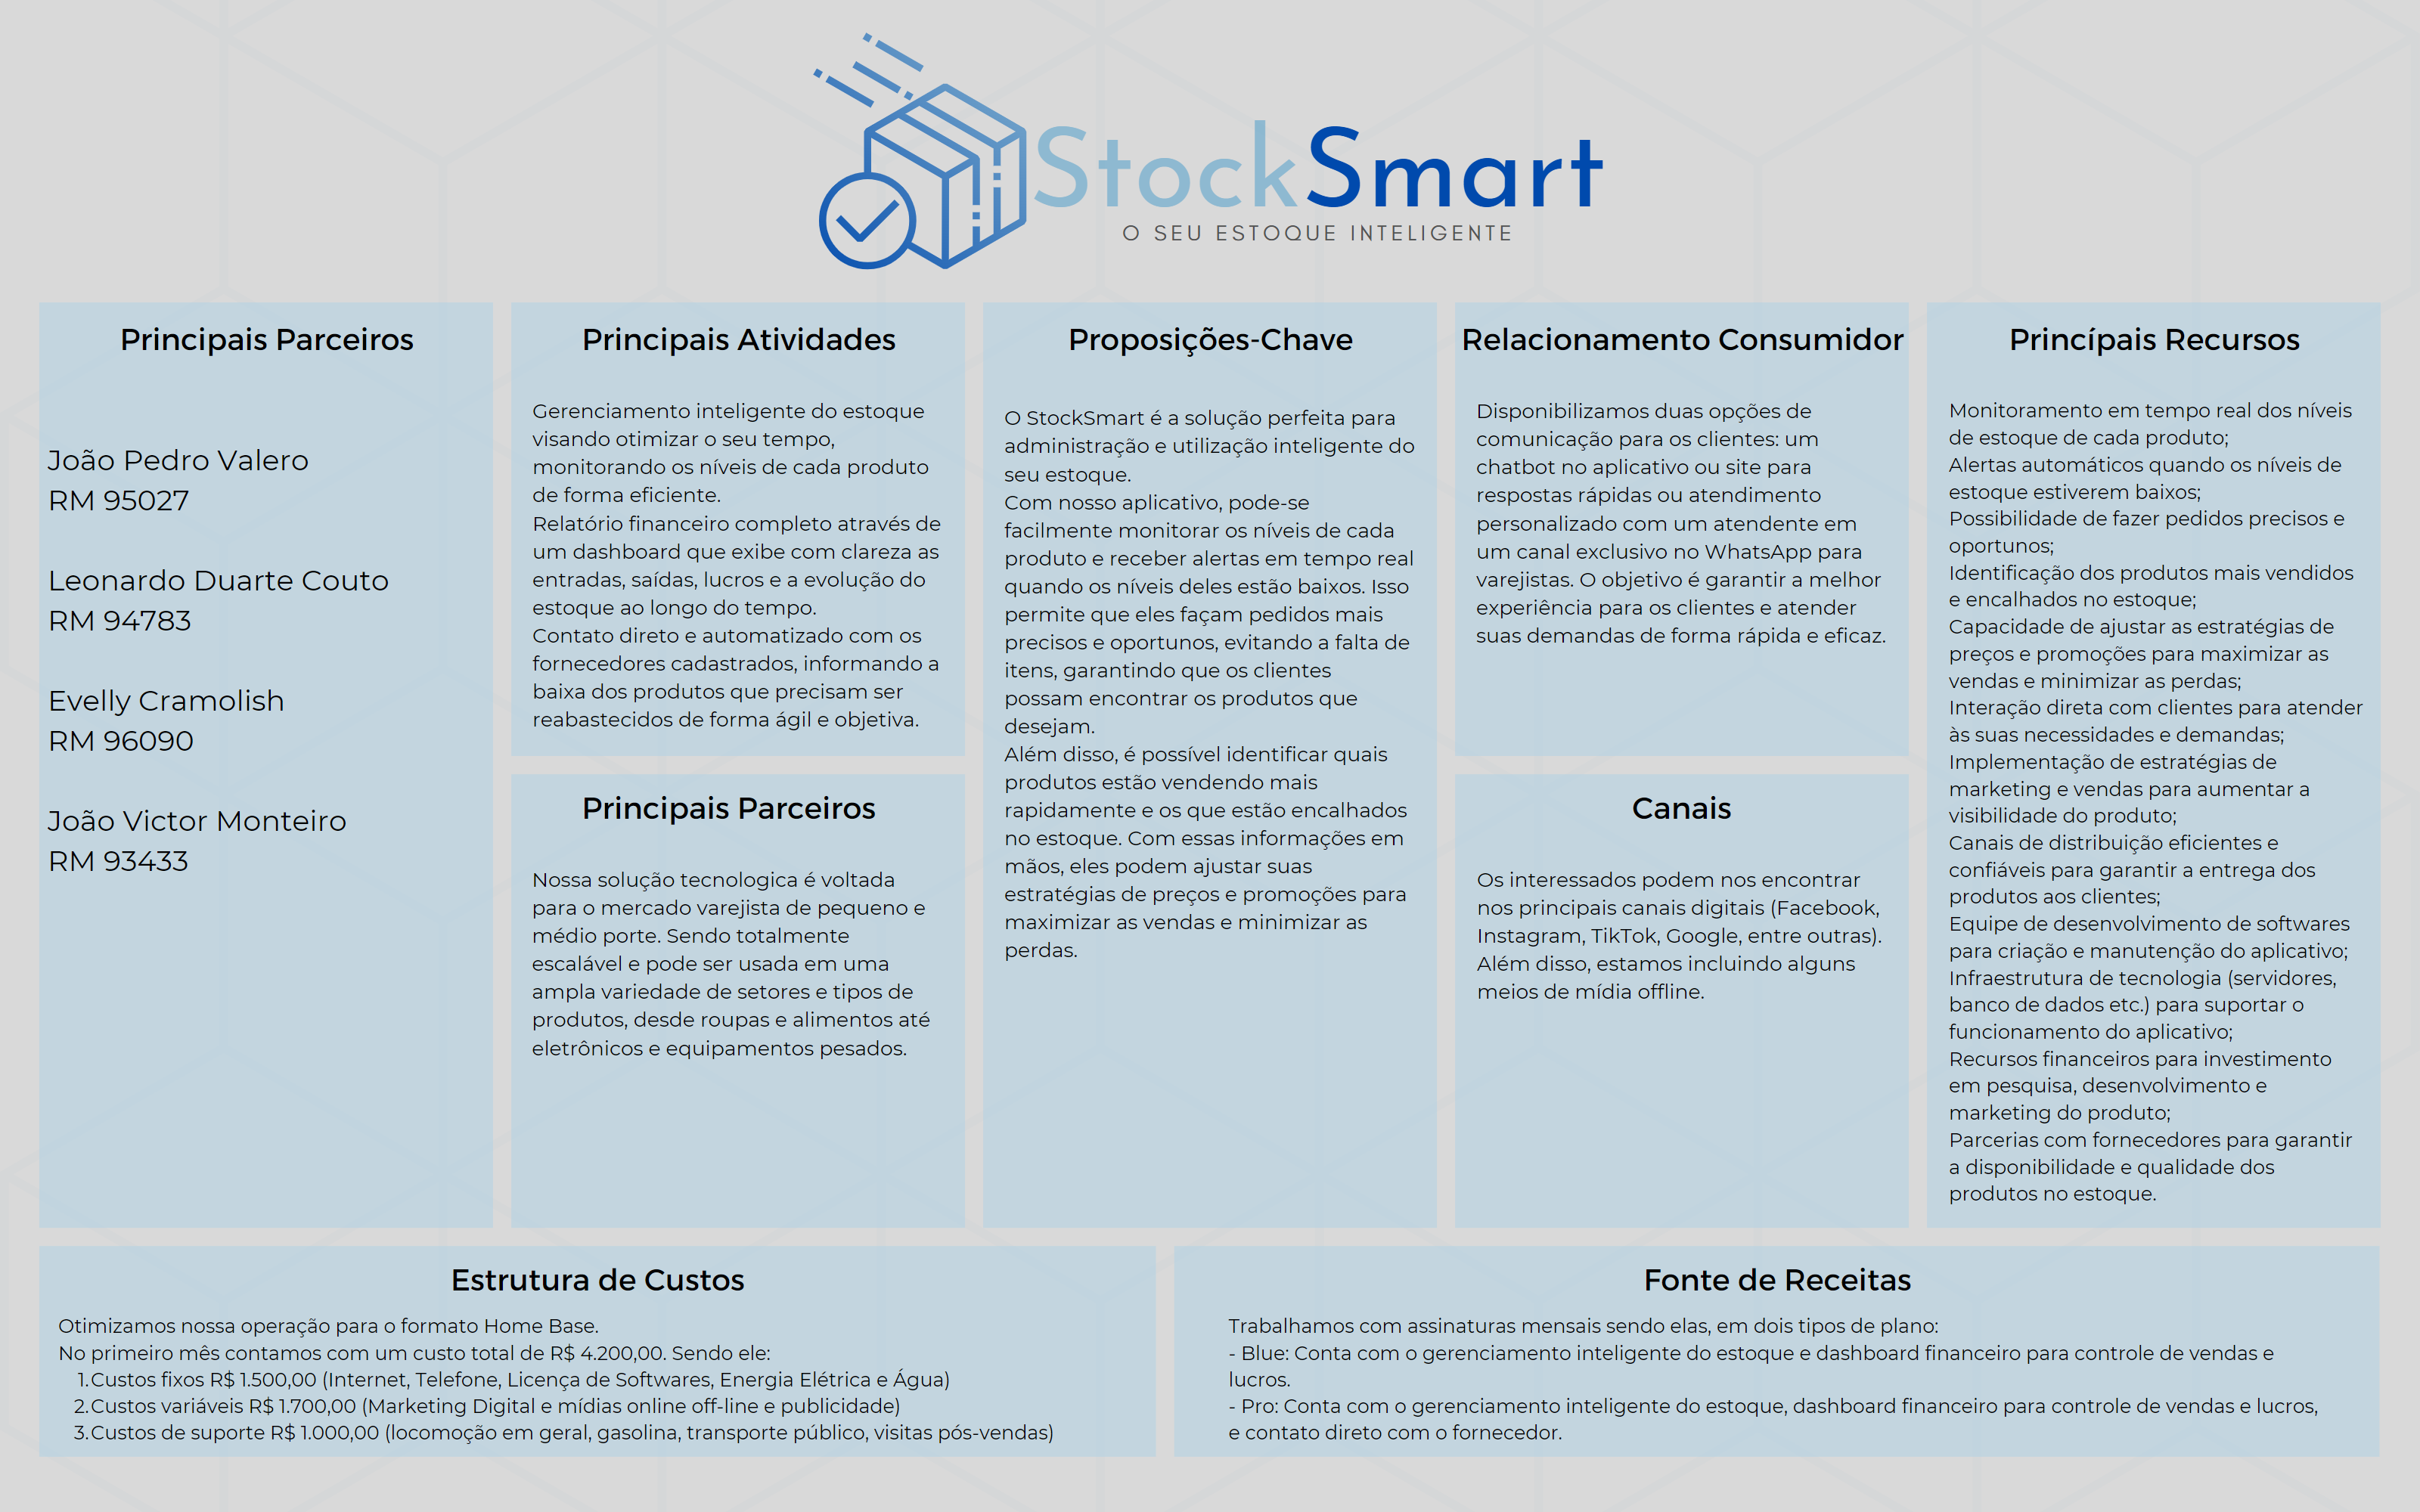 StockSmart
O SEU ESTOQUE INTELIGENTE
Principais Parceiros
João Pedro Valero
RM 95027
Leonardo Duarte Couto
RM 94783
Evelly Cramolish
RM 96090
João Victor Monteiro
RM 93433
Principais Atividades
Gerenciamento inteligente do estoque
visando otimizar o seu tempo,
monitorando os níveis de cada produto
de forma eficiente.
Relatório financeiro completo através de
um dashboard que exibe com clareza as
entradas, saídas, lucros e a evolução do
estoque ao longo do tempo.
Contato direto e automatizado com os
fornecedores cadastrados, informando a
baixa dos produtos que precisam ser
reabastecidos de forma ágil e objetiva.
Principais Parceiros
Nossa solução tecnologica é voltada
para o mercado varejista de pequeno e
médio porte. Sendo totalmente
escalável e pode ser usada em uma
ampla variedade de setores e tipos de
produtos, desde roupas e alimentos até
eletrônicos e equipamentos pesados.
Proposições-Chave
O StockSmart é a solução perfeita para
administração e utilização inteligente do
seu estoque.
Com nosso aplicativo, pode-se
facilmente monitorar os níveis de cada
produto e receber alertas em tempo real
quando os níveis deles estão baixos. Isso
permite que eles façam pedidos mais
precisos e oportunos, evitando a falta de
itens, garantindo que os clientes
possam encontrar os produtos que
desejam.
Além disso, é possível identificar quais
produtos estão vendendo mais
rapidamente e os que estão encalhados
no estoque. Com essas informações em
mãos, eles podem ajustar suas
estratégias de preços e promoções para
maximizar as vendas e minimizar as
perdas.
Relacionamento Consumidor
Disponibilizamos duas opções de
comunicação para os clientes: um
chatbot no aplicativo ou site para
respostas rápidas ou atendimento
personalizado com um atendente em
um canal exclusivo no WhatsApp para
varejistas. O objetivo é garantir a melhor
experiência para os clientes e atender
suas demandas de forma rápida e eficaz.
Canais
Os interessados podem nos encontrar
nos principais canais digitais (Facebook,
Instagram, TikTok, Google, entre outras).
Além disso, estamos incluindo alguns
meios de mídia offline.
Princípais Recursos
Monitoramento em tempo real dos níveis
de estoque de cada produto;
Alertas automáticos quando os níveis de
estoque estiverem baixos;
Possibilidade de fazer pedidos precisos e
oportunos;
Identificação dos produtos mais vendidos
e encalhados no estoque;
Capacidade de ajustar as estratégias de
preços e promoções para maximizar as
vendas e minimizar as perdas;
Interação direta com clientes para atender
às suas necessidades e demandas;
Implementação de estratégias de
marketing e vendas para aumentar a
visibilidade do produto;
Canais de distribuição eficientes e
confiáveis para garantir a entrega dos
produtos aos clientes;
Equipe de desenvolvimento de softwares
para criação e manutenção do aplicativo;
Infraestrutura de tecnologia (servidores,
banco de dados etc.) para suportar o
funcionamento do aplicativo;
Recursos financeiros para investimento
em pesquisa, desenvolvimento e
marketing do produto;
Parcerias com fornecedores para garantir
a disponibilidade e qualidade dos
produtos no estoque.
Estrutura de Custos
Otimizamos nossa operação para o formato Home Base.
No primeiro mês contamos com um custo total de R$ 4.200,00. Sendo ele:
1. Custos fixos R$ 1.500,00 (Internet, Telefone, Licença de Softwares, Energia Elétrica e Água)
2. Custos variáveis R$ 1.700,00 (Marketing Digital e mídias online off-line e publicidade)
3. Custos de suporte R$ 1.000,00 (locomoção em geral, gasolina, transporte público, visitas pós-vendas)
Fonte de Receitas
Trabalhamos com assinaturas mensais sendo elas, em dois tipos de plano:
- Blue: Conta com o gerenciamento inteligente do estoque e dashboard financeiro para controle de vendas e
lucros.
- Pro: Conta com o gerenciamento inteligente do estoque, dashboard financeiro para controle de vendas e lucros,
e contato direto com o fornecedor.